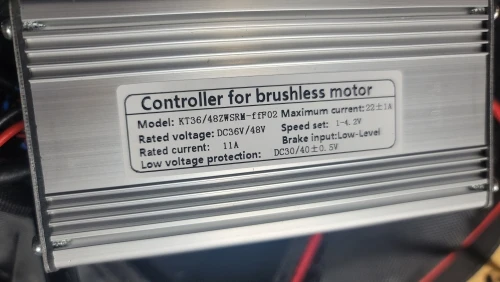 Controller for brushless motor
Model: KT36/48ZWSRM-ffF02 Maximum current:22±1A
Rated voltage: DC36V/48V Speed set: 1-4.2V
Rated current: 11A Brake input:Low-Level
Low voltage protection: DC30/40±0.5V